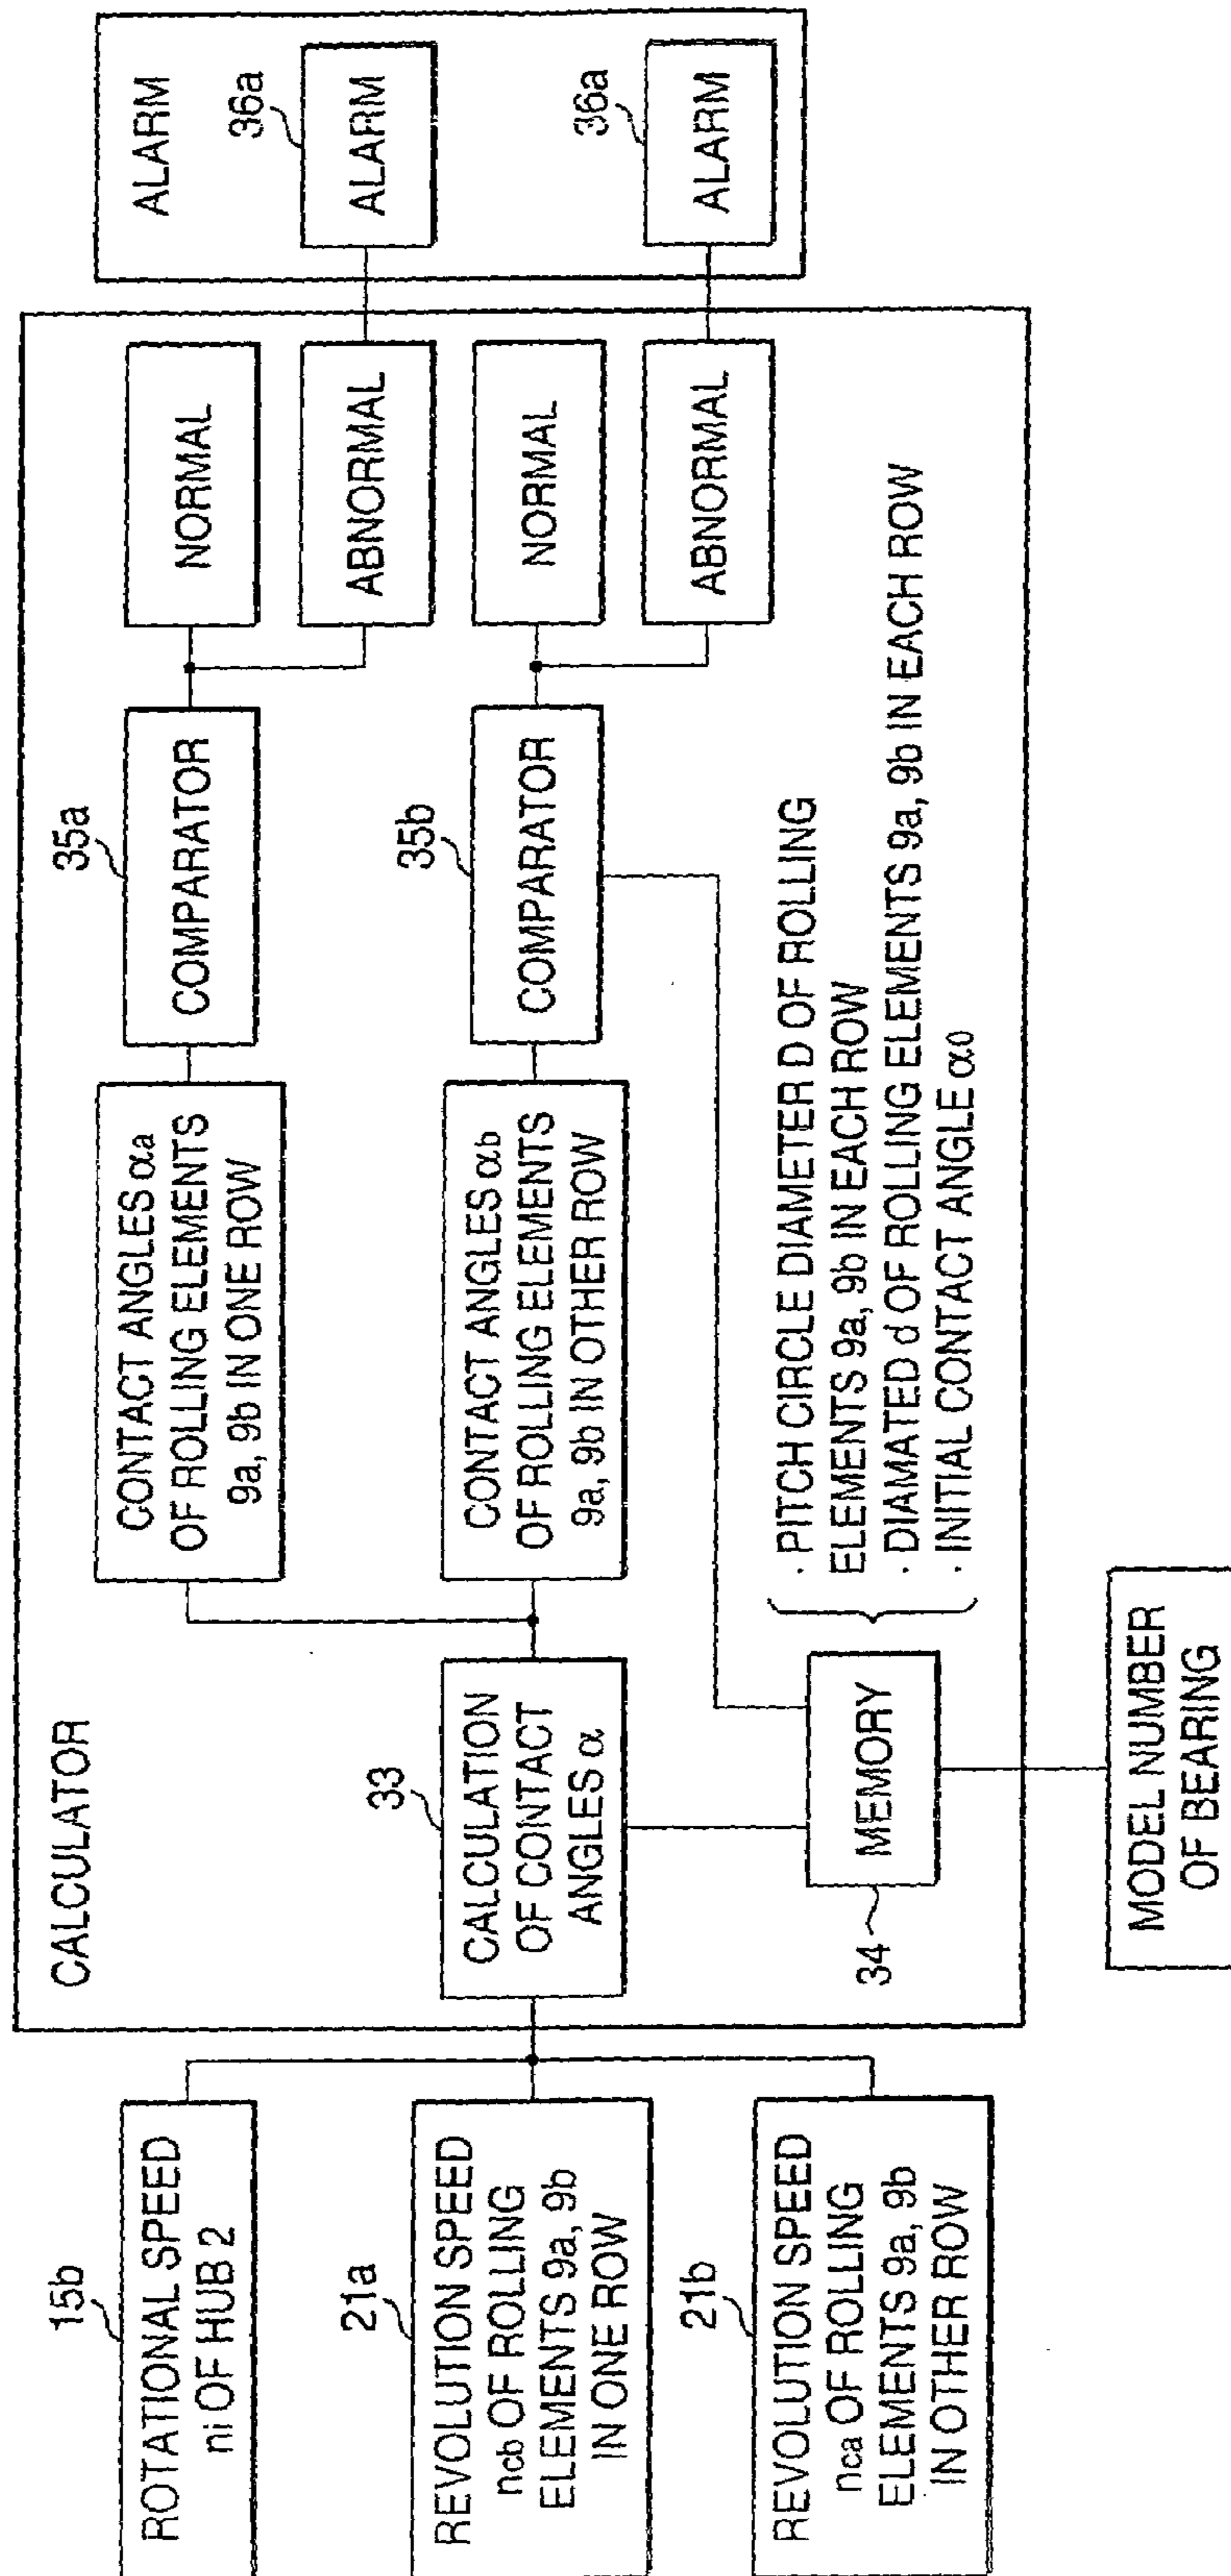 15b
ROTATIONAL SPEED
ni OF HUB 2
21a
REVOLUTION SPEED
ncb OF ROLLING
ELEMENTS 9a, 9b
IN ONE ROW
21b
REVOLUTION SPEED
nca OF ROLLING
ELEMENTS 9a, 9b
IN OTHER ROW
CALCULATOR
33
CALCULATION
OF CONTACT
ANGLES α
34
MEMORY
MODEL NUMBER
OF BEARING
CONTACT ANGLES αa
OF ROLLING ELEMENTS
9a, 9b IN ONE ROW
CONTACT ANGLES αb
OF ROLLING ELEMENTS
9a, 9b IN OTHER ROW
· PITCH CIRCLE DIAMETER D OF ROLLING
ELEMENTS 9a, 9b IN EACH ROW
· DIAMATED d OF ROLLING ELEMENTS 9a, 9b IN EACH ROW
· INITIAL CONTACT ANGLE α0
35a
COMPARATOR
35b
COMPARATOR
NORMAL
ABNORMAL
NORMAL
ABNORMAL
ALARM
36a
ALARM
36a
ALARM